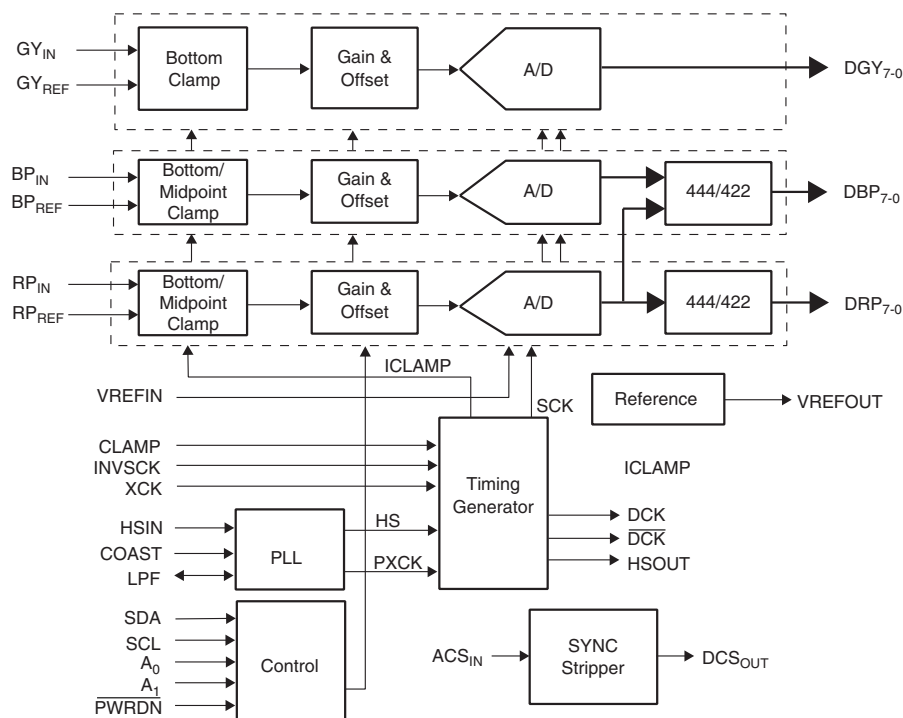 GY_IN
GY_REF
Bottom
Clamp
Gain &
Offset
A/D
DGY_7-0
BP_IN
BP_REF
Bottom/
Midpoint
Clamp
Gain &
Offset
A/D
444/422
DBP_7-0
RP_IN
RP_REF
Bottom/
Midpoint
Clamp
Gain &
Offset
A/D
444/422
DRP_7-0
ICLAMP
VREFIN
SCK
Reference
VREFOUT
CLAMP
INVSCK
XCK
Timing
Generator
ICLAMP
HSIN
COAST
LPF
PLL
HS
PXCK
DCK
DCK
HSOUT
SDA
SCL
A_0
A_1
PWRDN
Control
ACS_IN
SYNC
Stripper
DCS_OUT